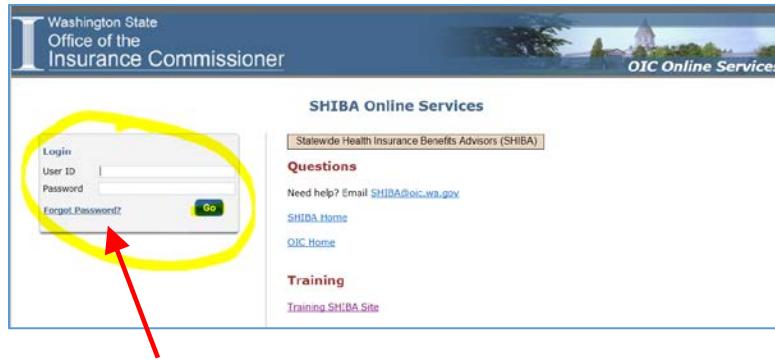 Washington State
Office of the
Insurance Commissioner
OIC Online Services
SHIBA Online Services
Login
User ID
Password
Forgot Password?
Go
Statewide Health Insurance Benefits Advisors (SHIBA)
Questions
Need help? Email SHIBA@oic.wa.gov
SHIBA Home
OIC Home
Training
Training SHIBA Site